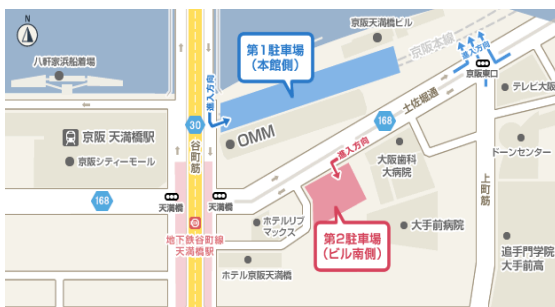 N
京阪天満橋ビル
第1駐車場
(本館側)
京阪本線
進入方向
八軒家浜船着場
進入方向
京阪東口
テレビ大阪
土佐堀通
168
30
OMM
京阪 天満橋駅
京阪シティーモール
谷町筋
進入方向
大阪歯科
大病院
ドーンセンター
上町筋
168
天満橋
天満橋
ホテルリブ
マックス
第2駐車場
(ビル南側)
大手前病院
地下鉄谷町線
天満橋駅
ホテル京阪天満橋
追手門学院
大手前高